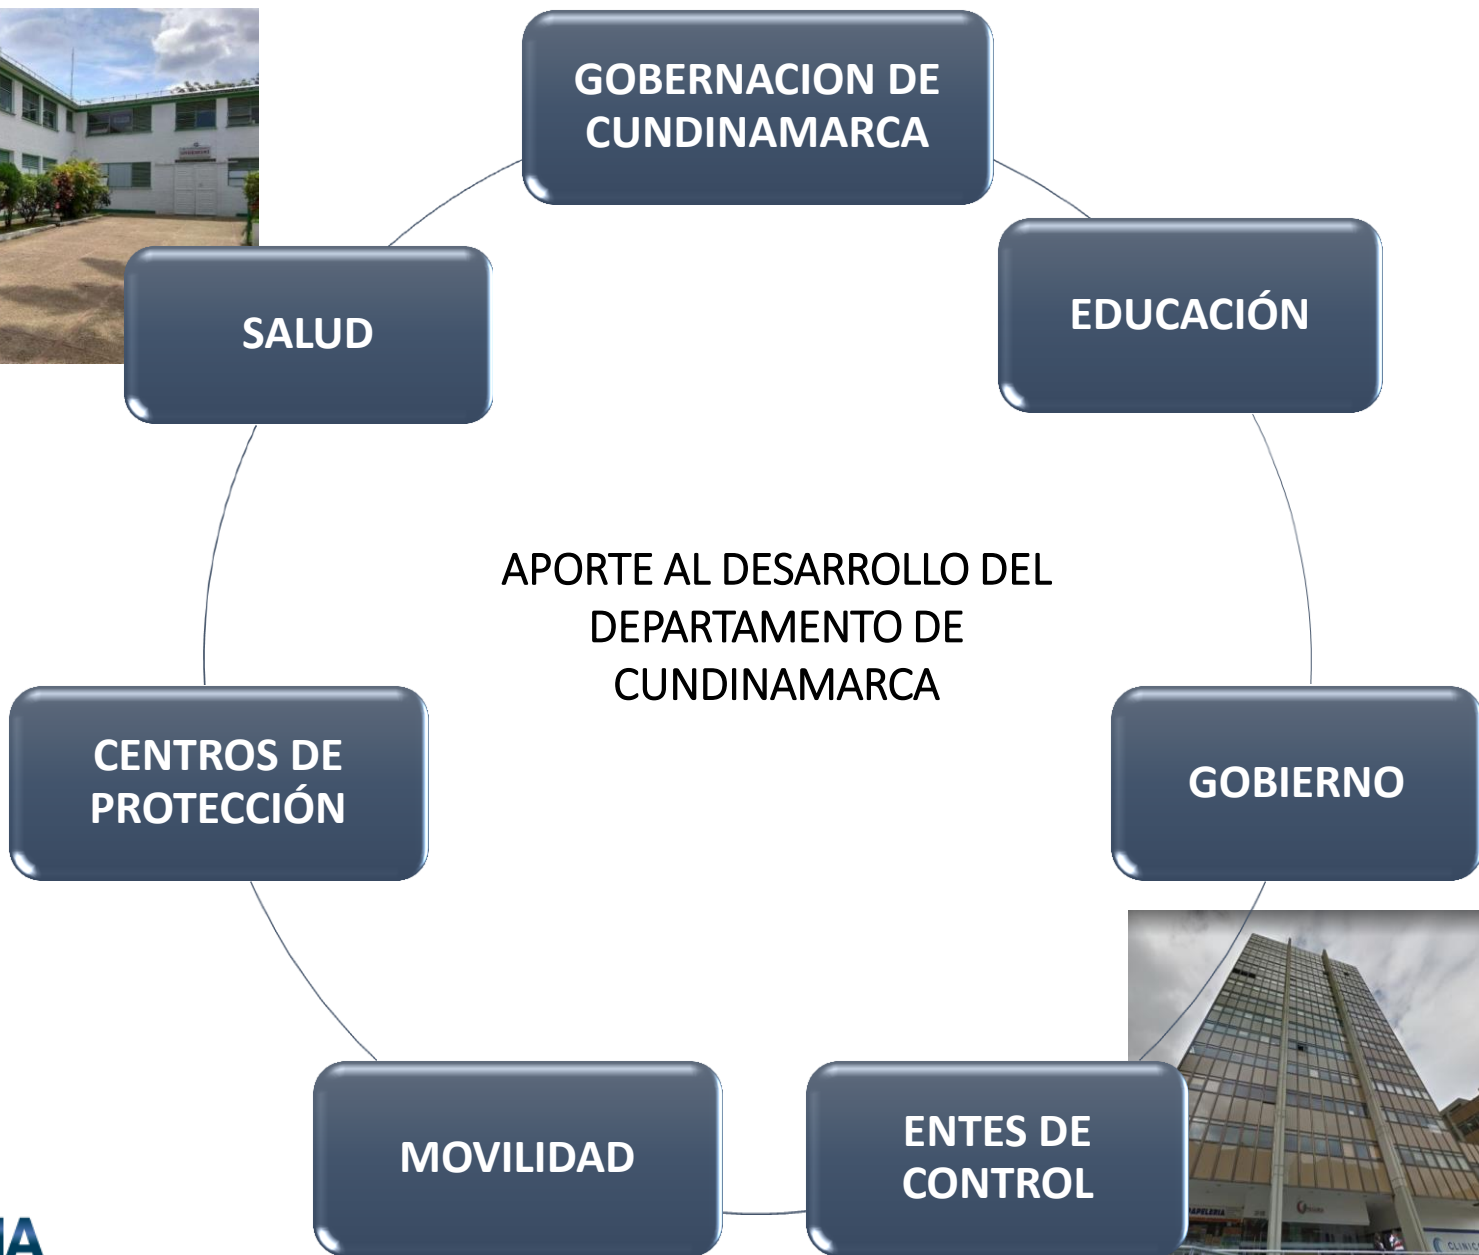 GOBERNACION DE
CUNDINAMARCA
EDUCACIÓN
SALUD
APORTE AL DESARROLLO DEL
DEPARTAMENTO DE
CUNDINAMARCA
CENTROS DE
PROTECCIÓN
GOBIERNO
MOVILIDAD
ENTES DE
CONTROL